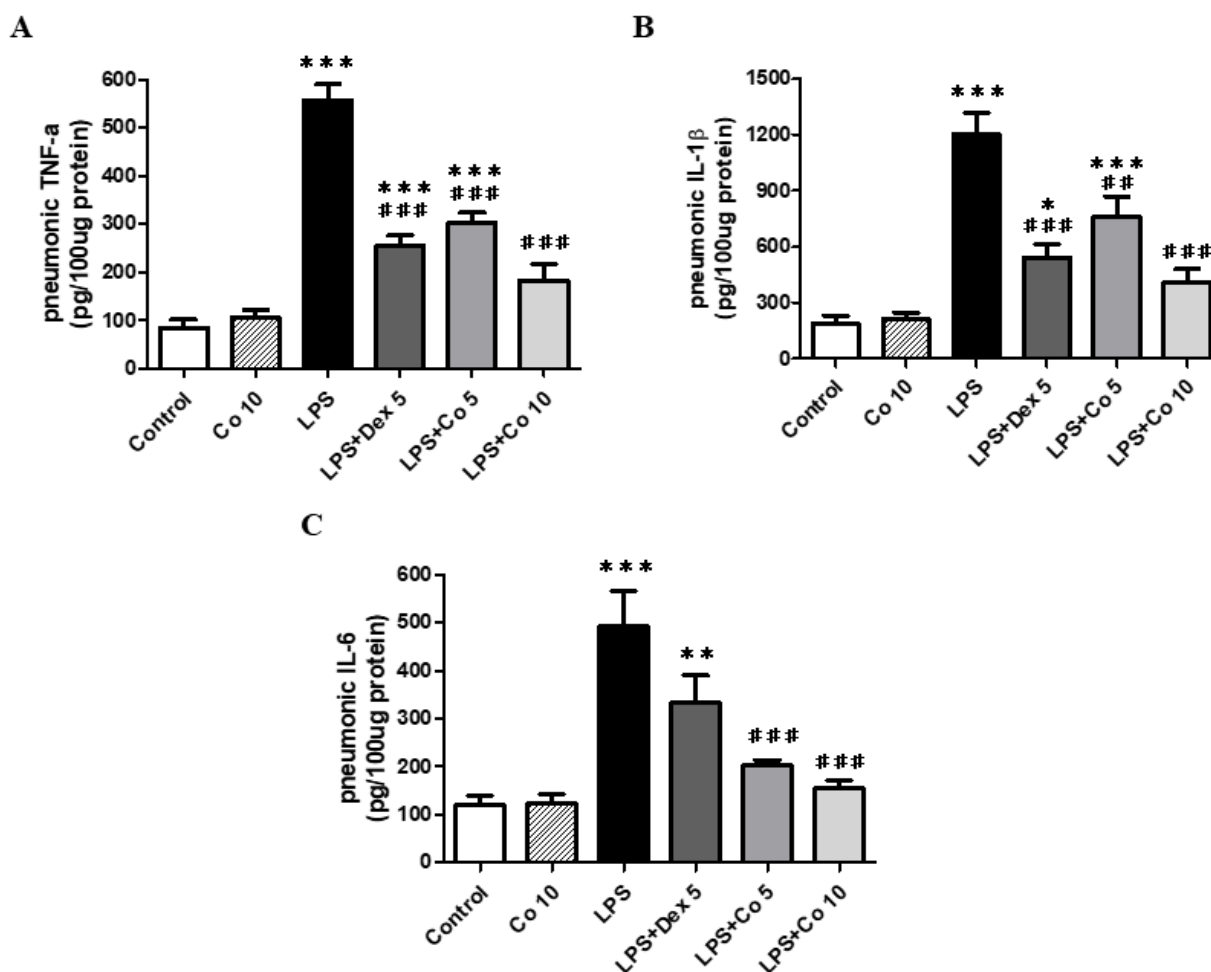 A
pneumonic TNF-a
(pg/100ug protein)
600
500
400
300
200
100
0
***
***
###
***
###
###
Control
Co 10
LPS
LPS+Dex 5
LPS+Co 5
LPS+Co 10
B
pneumonic IL-1β
(pg/100ug protein)
1500
1200
900
600
300
0
***
*
###
***
##
###
Control
Co 10
LPS
LPS+Dex 5
LPS+Co 5
LPS+Co 10
C
pneumonic IL-6
(pg/100ug protein)
600
500
400
300
200
100
0
***
**
###
###
Control
Co 10
LPS
LPS+Dex 5
LPS+Co 5
LPS+Co 10